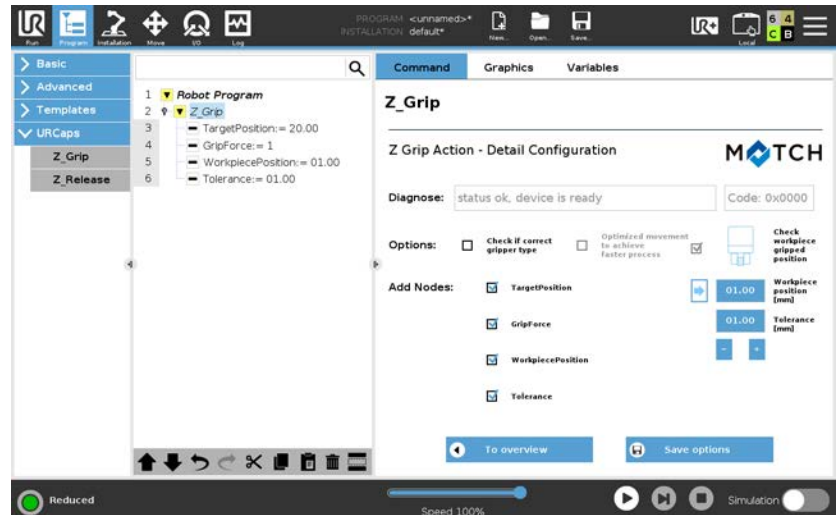 UR
Run
Program
Installation
Move
I/O
Log
PROGRAM <unnamed>*
INSTALLATION default*
New...
Open...
Save...
UR+
Local
6 4
C B
Basic
Advanced
Templates
URCaps
Z_Grip
Z_Release
1 Robot Program
2 Z_Grip
3 TargetPosition:= 20.00
4 GripForce:= 1
5 WorkpiecePosition:= 01.00
6 Tolerance:= 01.00
Command Graphics Variables
Z_Grip
Z Grip Action - Detail Configuration
MATCH
Diagnose: status ok, device is ready Code: 0x0000
Options:
Check if correct
gripper type
Optimized movement
to achieve
faster process
Check
workpiece
gripped
position
Add Nodes:
TargetPosition
01.00
Workpiece
position
[mm]
GripForce
01.00
Tolerance
[mm]
- +
WorkpiecePosition
Tolerance
To overview
Save options
Reduced
Speed 100%
Simulation